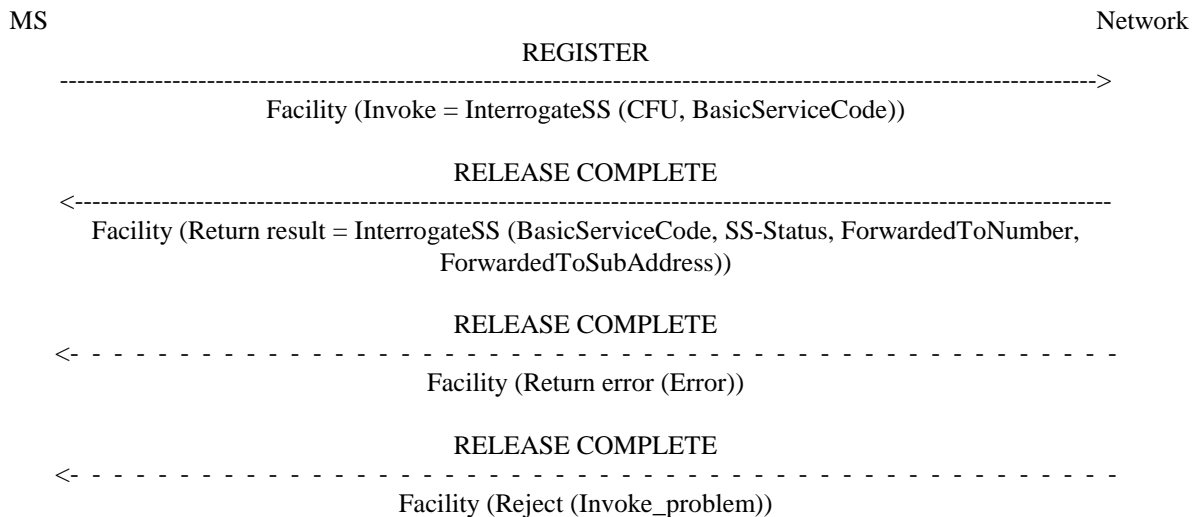 MS Network
REGISTER
Facility (Invoke = InterrogateSS (CFU, BasicServiceCode))
RELEASE COMPLETE
Facility (Return result = InterrogateSS (BasicServiceCode, SS-Status, ForwardedToNumber,
ForwardedToSubAddress))
RELEASE COMPLETE
Facility (Return error (Error))
RELEASE COMPLETE
Facility (Reject (Invoke_problem))